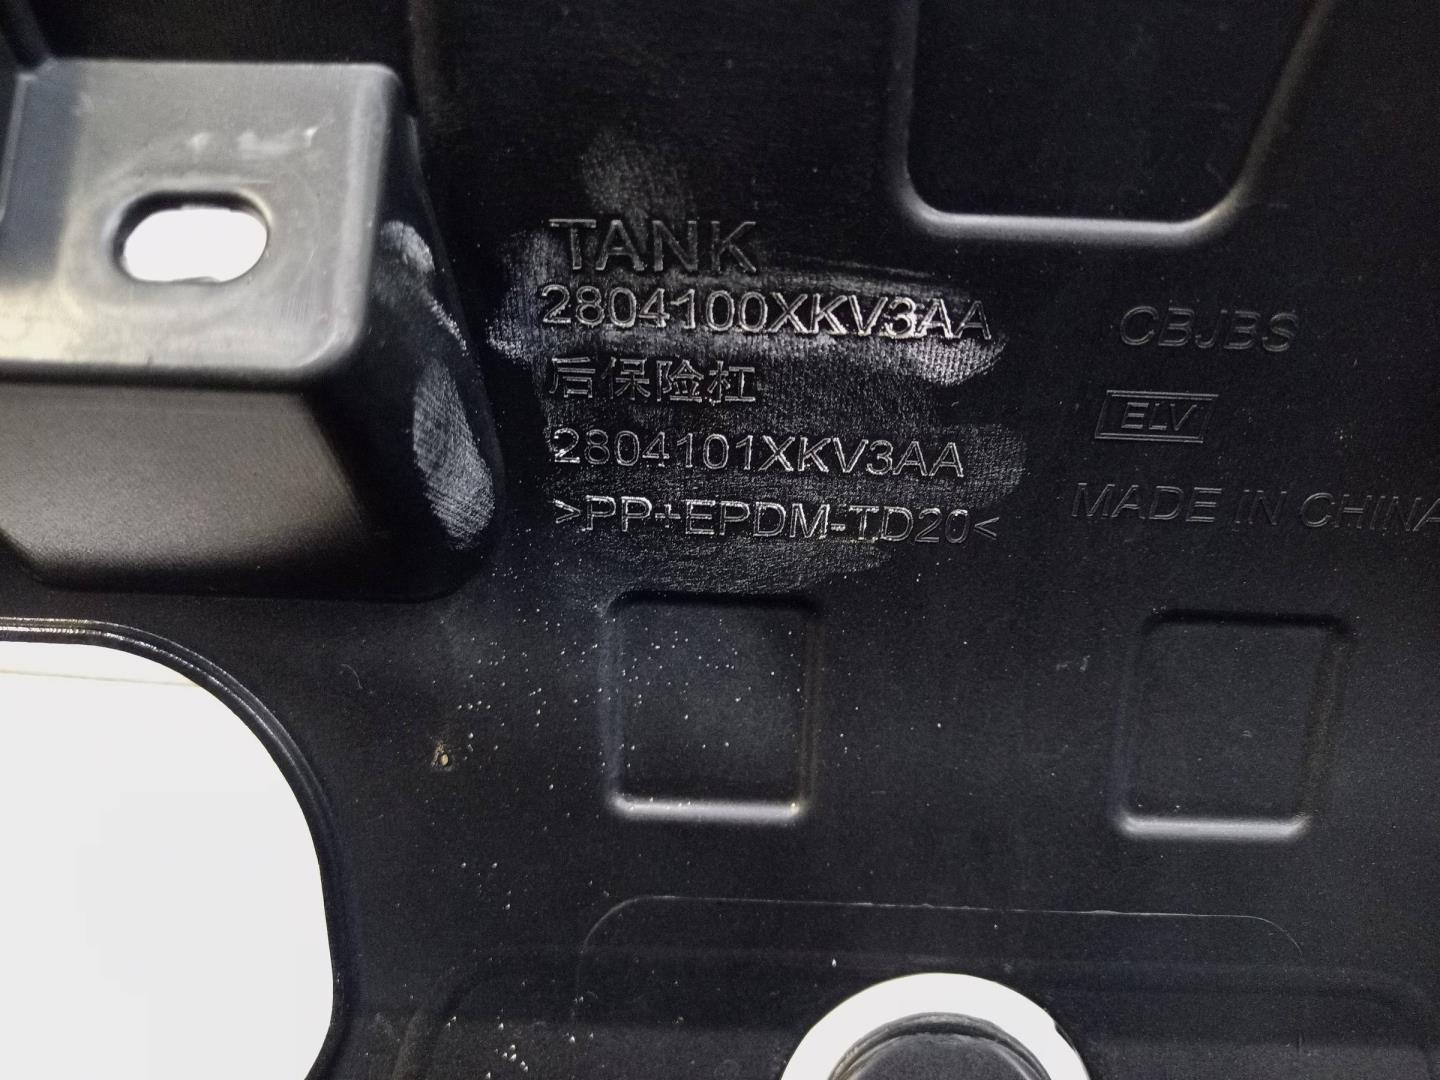 TANK
2804100XKV3AA
后保险杠
2804101XKV3AA
>PP+EPDM-TD20<
CBJBS
ELV
MADE IN CHINA